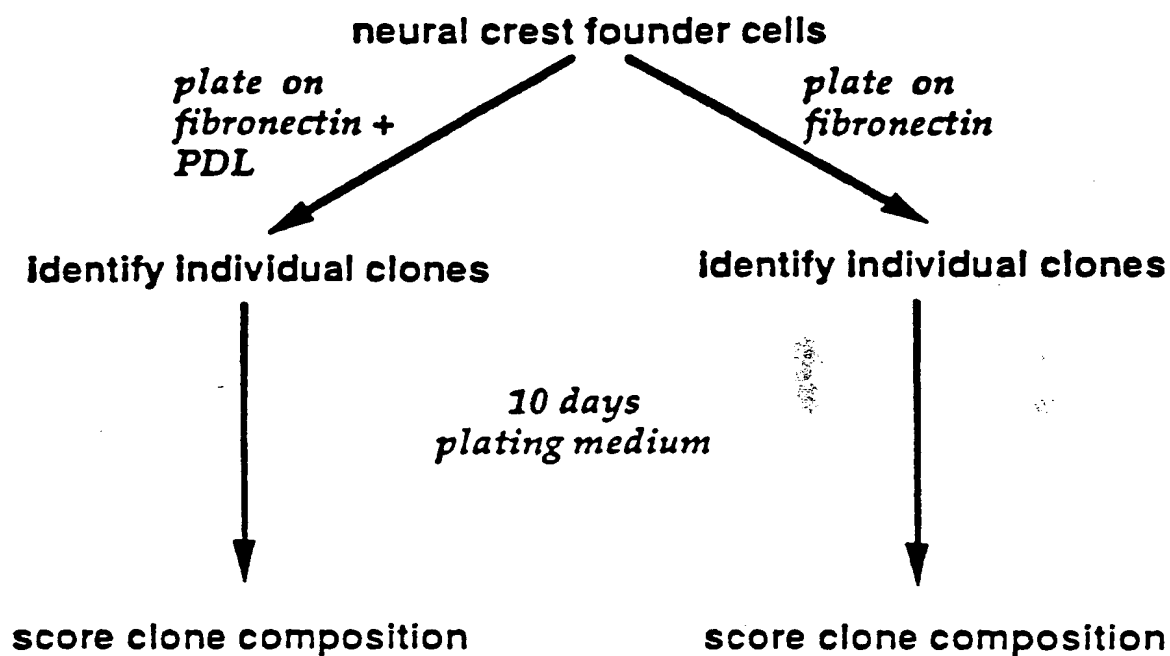 neural crest founder cells
plate on
fibronectin +
PDL
plate on
fibronectin
identify individual clones
identify individual clones
10 days
plating medium
score clone composition
score clone composition